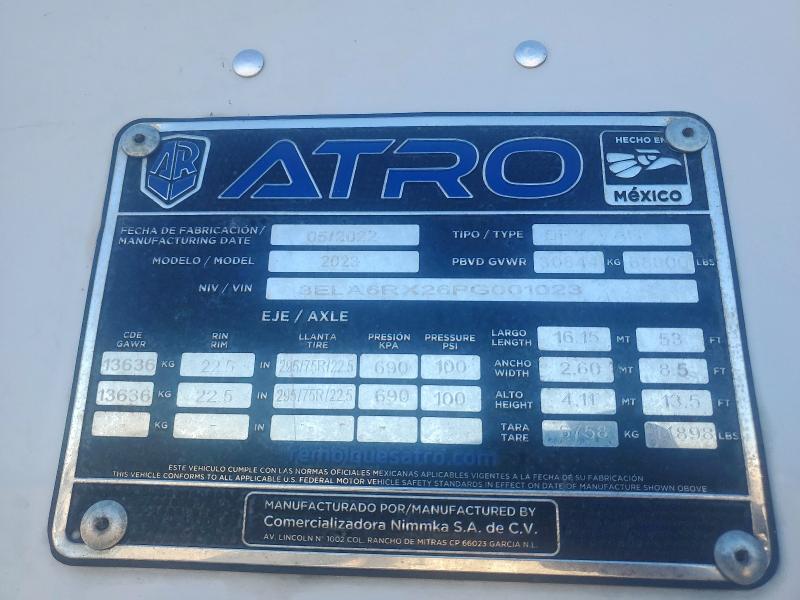 AR ATRO HECHO EN MÉXICO
FECHA DE FABRICACIÓN / MANUFACTURING DATE 05/2022 TIPO / TYPE
MODELO / MODEL 2023 PBVD GVWR KG LBS
NIV / VIN 3ELA6RX26PG001023
EJE / AXLE
CDE GAWR RIN RIM LLANTA TIRE PRESIÓN KPA PRESSURE PSI LARGO LENGTH 16.15 MT 53 FT
13636 KG 22.5 IN 295/75R/22.5 690 100 ANCHO WIDTH 2.60 MT 8.5 FT
13636 KG 22.5 IN 295/75R/22.5 690 100 ALTO HEIGHT 4.11 MT 13.5 FT
KG - IN - - - TARA TARE KG LBS
remolquesatro.com
ESTE VEHICULO CUMPLE CON LAS NORMAS OFICIALES MEXICANAS APLICABLES VIGENTES A LA FECHA DE SU FABRICACIÓN
THIS VEHICLE CONFORMS TO ALL APPLICABLE U.S. FEDERAL MOTOR VEHICLE SAFETY STANDARDS IN EFFECT ON DATE OF MANUFACTURE SHOWN ABOVE
MANUFACTURADO POR/MANUFACTURED BY
Comercializadora Nimmka S.A. de C.V.
AV. LINCOLN N° 1002 COL. RANCHO DE MITRAS CP 66023 GARCIA N.L.